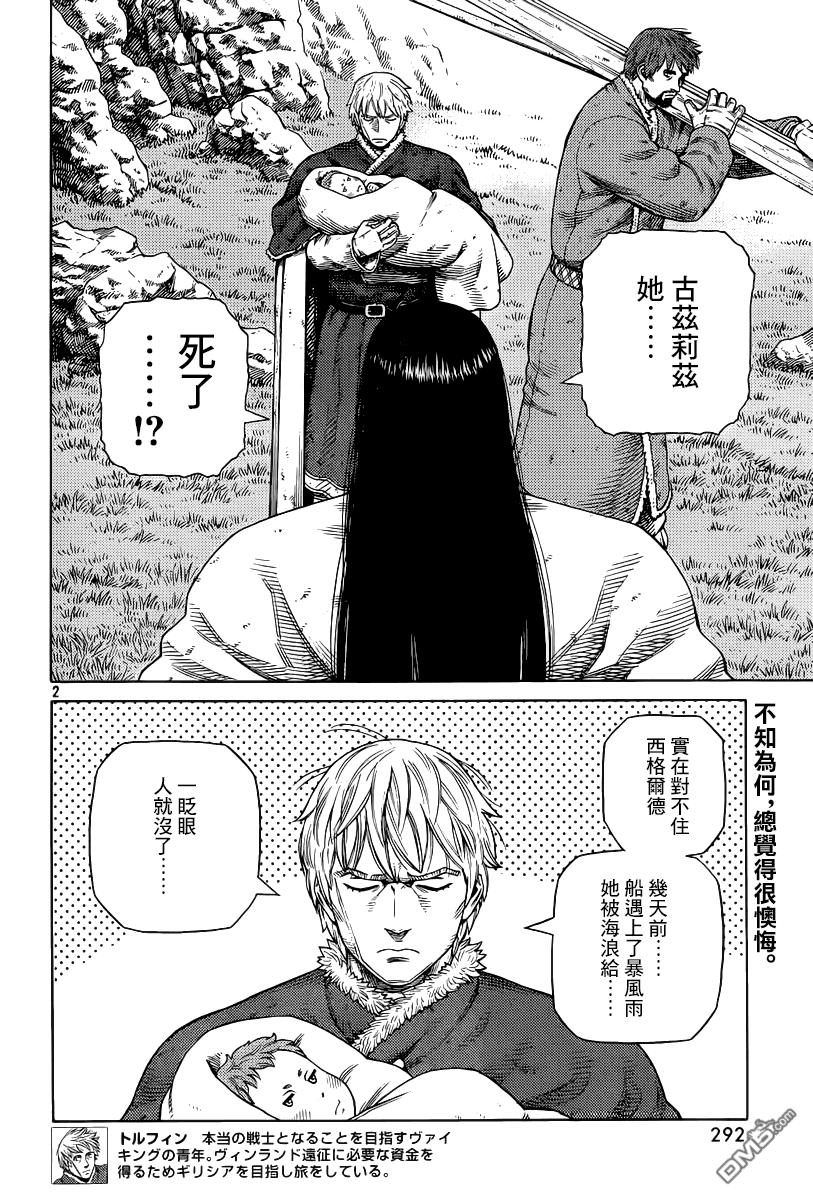 古茲莉茲
她……
死了
……
!?
2
實在對不住
西格爾德
幾天前……
船遇上了暴風雨
她被海浪給……
一眨眼
人就沒了……
不知為何，總覺得很懊悔。
トルフィン 本当の戦士となることを目指すヴァイ
キングの青年。ヴィンランド遠征に必要な資金を
得るためギリシアを目指し旅をしている。
292
DM5.com